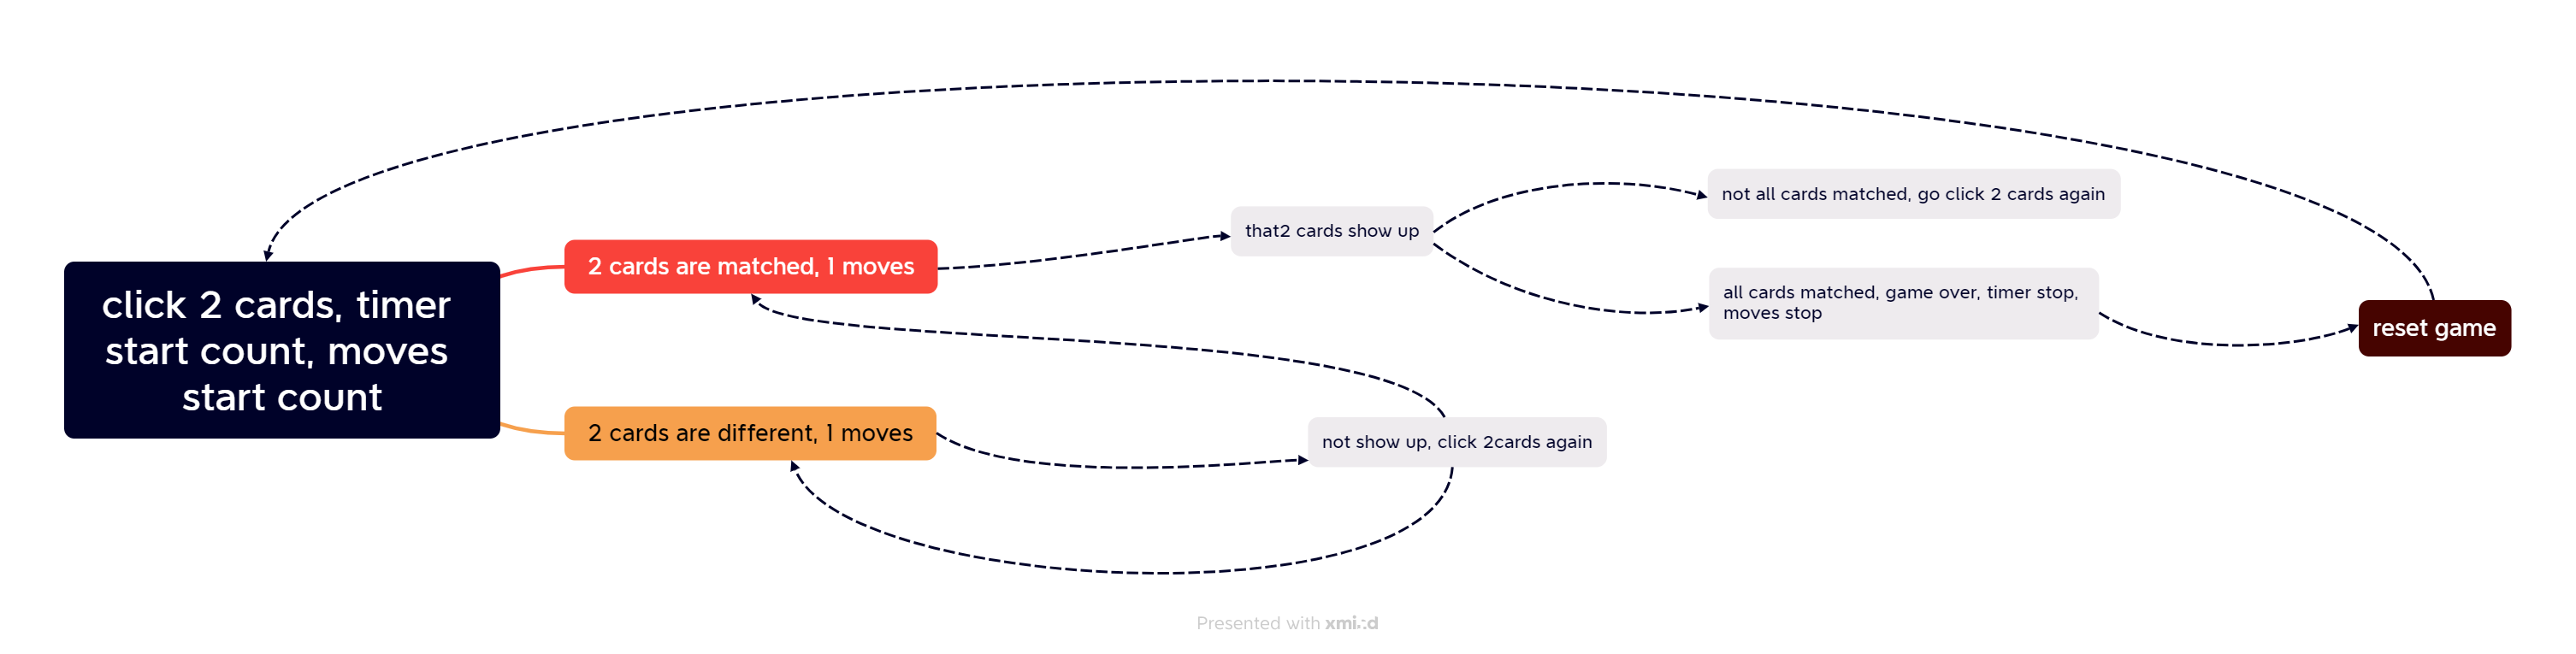 click 2 cards, timer
start count, moves
start count
2 cards are matched, 1 moves
2 cards are different, 1 moves
that2 cards show up
not show up, click 2cards again
not all cards matched, go click 2 cards again
all cards matched, game over, timer stop,
moves stop
reset game
Presented with xmind